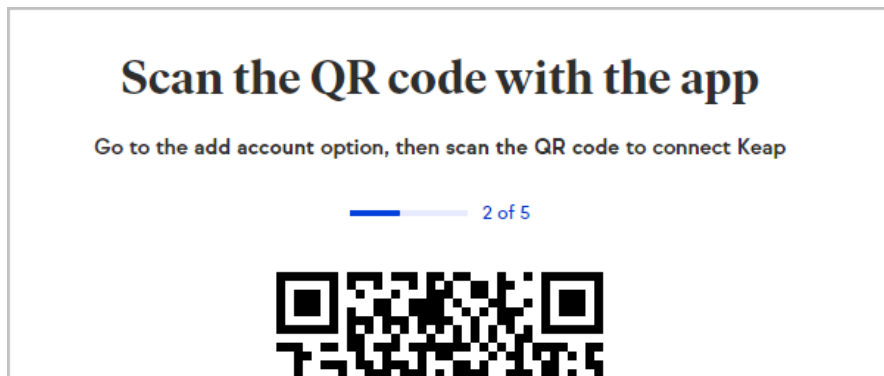 Scan the QR code with the app
Go to the add account option, then scan the QR code to connect Keap
2 of 5